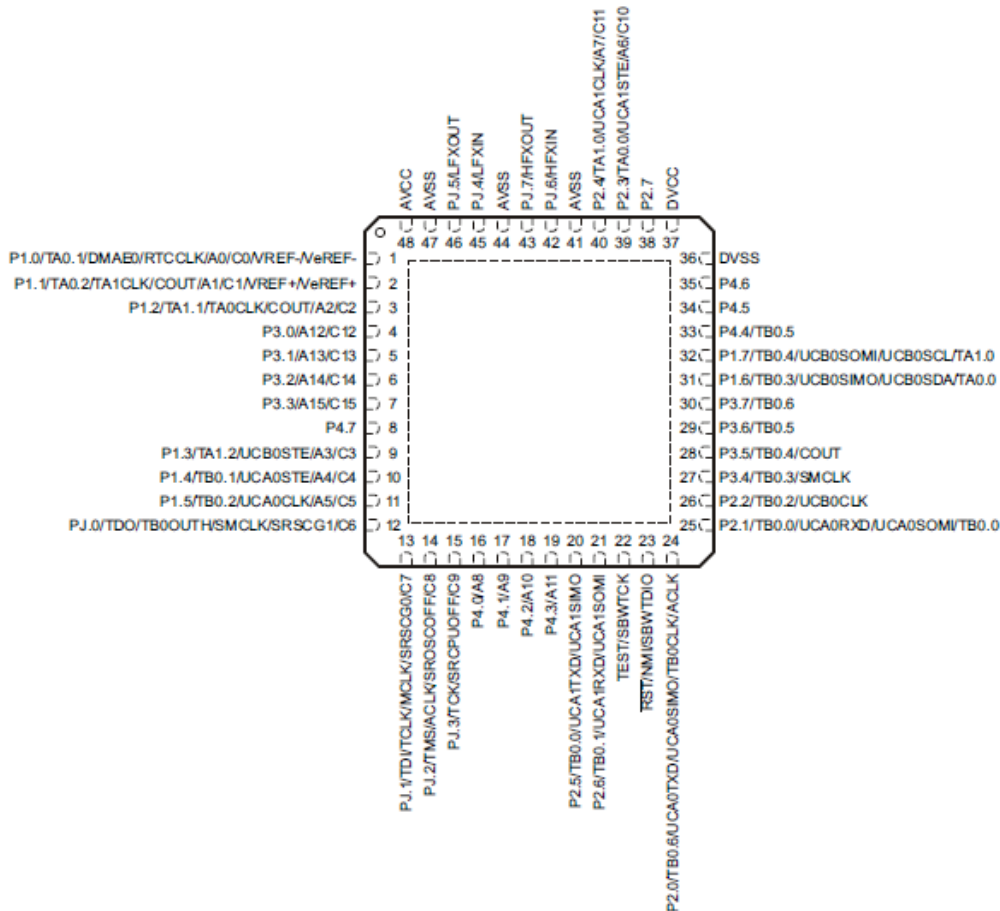 P2.4/TA1.0/UCA1CLK/A7/C11
P2.3/TA0.0/UCA1STE/A6/C10
AVCC
AVSS
PJ.5/LFXOUT
PJ.4/LFXIN
AVSS
PJ.7/HFXOUT
PJ.6/HFXIN
AVSS
P2.7
DVCC
48 47 46 45 44 43 42 41 40 39 38 37
P1.0/TA0.1/DMAE0/RTCCLK/A0/C0/VREF-/VeREF- 1
P1.1/TA0.2/TA1CLK/COUT/A1/C1/VREF+/VeREF+ 2
P1.2/TA1.1/TA0CLK/COUT/A2/C2 3
P3.0/A12/C12 4
P3.1/A13/C13 5
P3.2/A14/C14 6
P3.3/A15/C15 7
P4.7 8
P1.3/TA1.2/UCB0STE/A3/C3 9
P1.4/TB0.1/UCA0STE/A4/C4 10
P1.5/TB0.2/UCA0CLK/A5/C5 11
PJ.0/TDO/TB0OUTH/SMCLK/SRSCG1/C6 12
36 DVSS
35 P4.6
34 P4.5
33 P4.4/TB0.5
32 P1.7/TB0.4/UCB0SOMI/UCB0SCL/TA1.0
31 P1.6/TB0.3/UCB0SIMO/UCB0SDA/TA0.0
30 P3.7/TB0.6
29 P3.6/TB0.5
28 P3.5/TB0.4/COUT
27 P3.4/TB0.3/SMCLK
26 P2.2/TB0.2/UCB0CLK
25 P2.1/TB0.0/UCA0RXD/UCA0SOMI/TB0.0
13 14 15 16 17 18 19 20 21 22 23 24
PJ.1/TDI/TCLK/MCLK/SRSCG0/C7
PJ.2/TMS/ACLK/SROSCOFF/C8
PJ.3/TCK/SRCPUOFF/C9
P4.0/A8
P4.1/A9
P4.2/A10
P4.3/A11
P2.5/TB0.0/UCA1TXD/UCA1SIMO
P2.6/TB0.1/UCA1RXD/UCA1SOMI
TEST/SBWTCK
RST/NMI/SBWTDIO
P2.0/TB0.6/UCA0TXD/UCA0SIMO/TB0CLK/ACLK